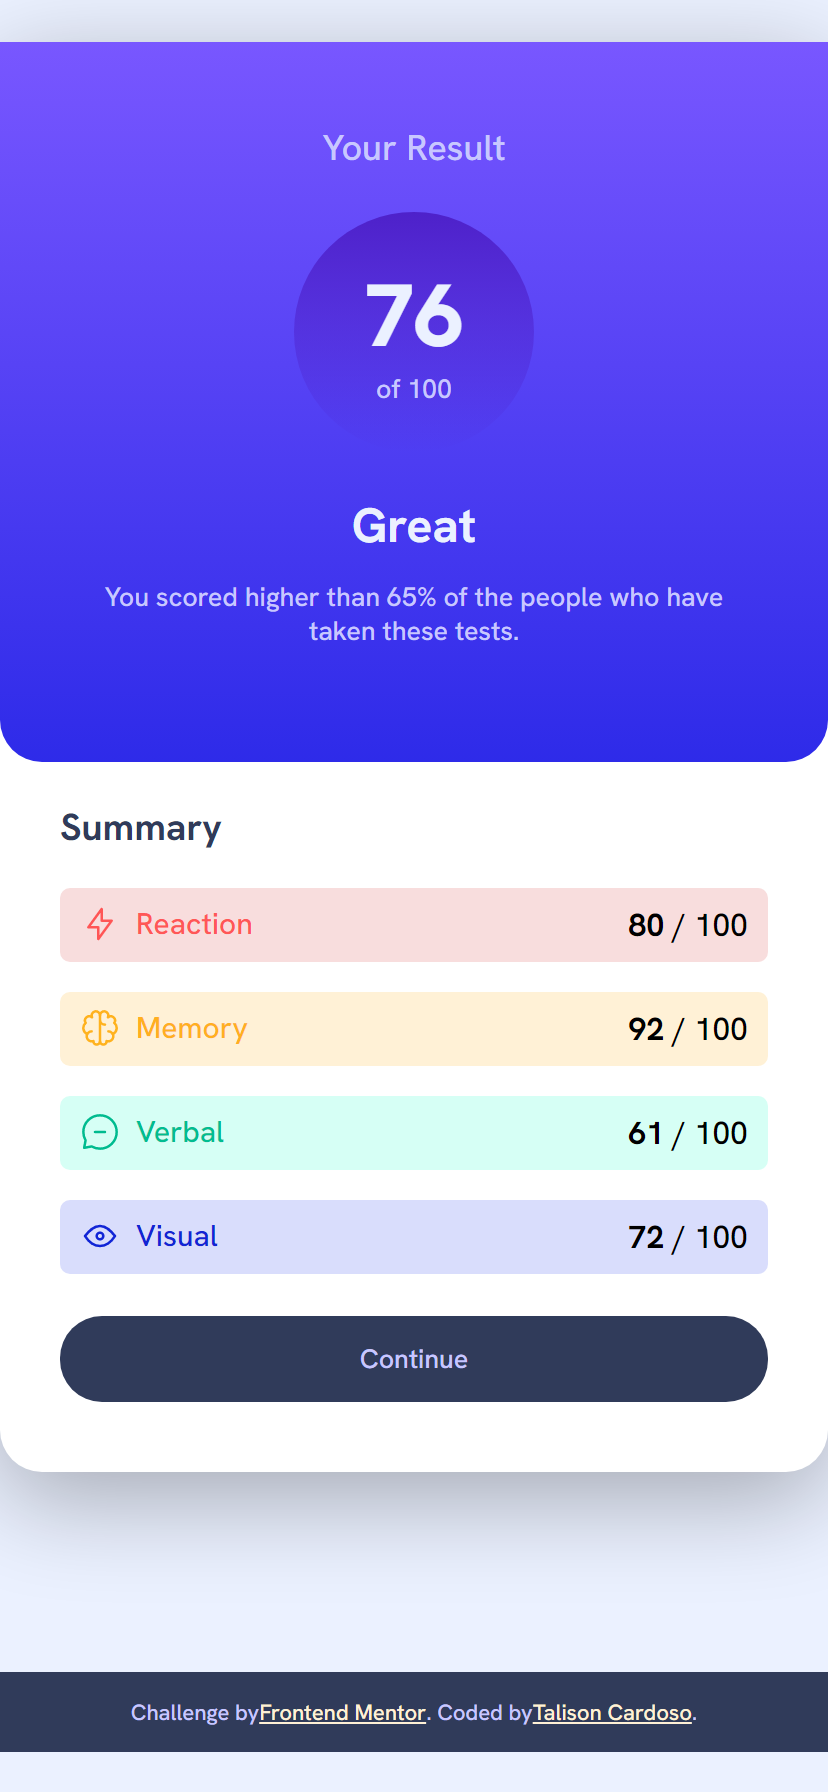 Your Result
76
of 100
Great
You scored higher than 65% of the people who have
taken these tests.
Summary
Reaction 80 / 100
Memory 92 / 100
Verbal 61 / 100
Visual 72 / 100
Continue
Challenge byFrontend Mentor. Coded byTalison Cardoso.